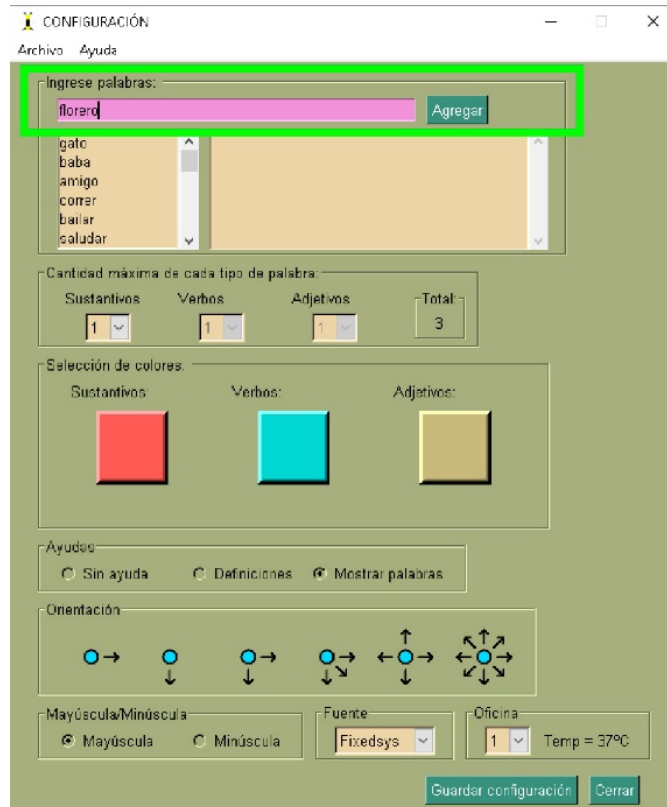 CONFIGURACIÓN
Archivo Ayuda
Ingrese palabras:
florero Agregar
gato
baba
amigo
correr
bailar
saludar
Cantidad máxima de cada tipo de palabra:
Sustantivos Verbos Adjetivos Total:
1 1 1 3
Selección de colores:
Sustantivos: Verbos: Adjetivos:
Ayudas
Sin ayuda Definiciones Mostrar palabras
Orientación
Mayúscula/Minúscula Fuente Oficina
Mayúscula Minúscula Fixedsys 1 Temp = 37ºC
Guardar configuración Cerrar